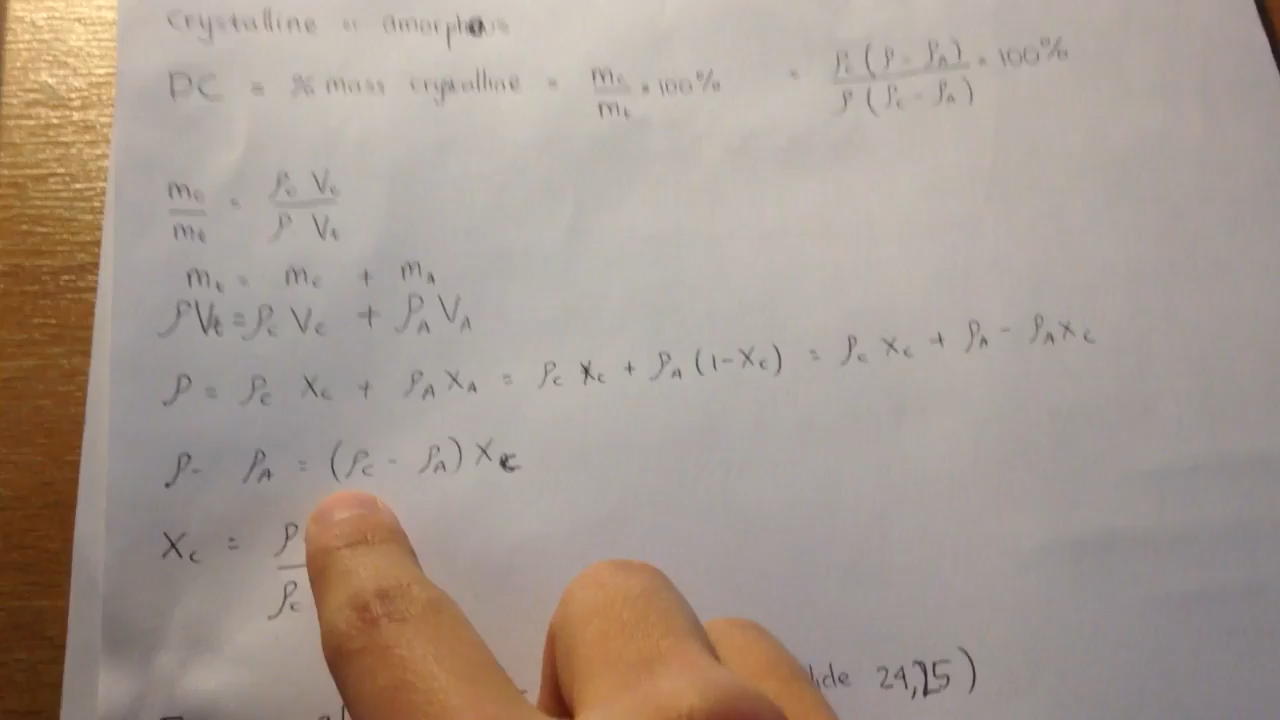 Crystalline or amorphous
DC = % mass crystalline = m_c / m_t * 100% = ρ_c (ρ - ρ_A) / ρ (ρ_c - ρ_A) * 100%
m_c / m_t = ρ_c V_c / ρ V_t
m_t = m_c + m_A
ρV_t = ρ_c V_c + ρ_A V_A
ρ = ρ_c X_c + ρ_A X_A = ρ_c X_c + ρ_A (1-X_c) = ρ_c X_c + ρ_A - ρ_A X_c
ρ - ρ_A = (ρ_c - ρ_A) X_c
X_c = ρ / ρ_c
24,25)